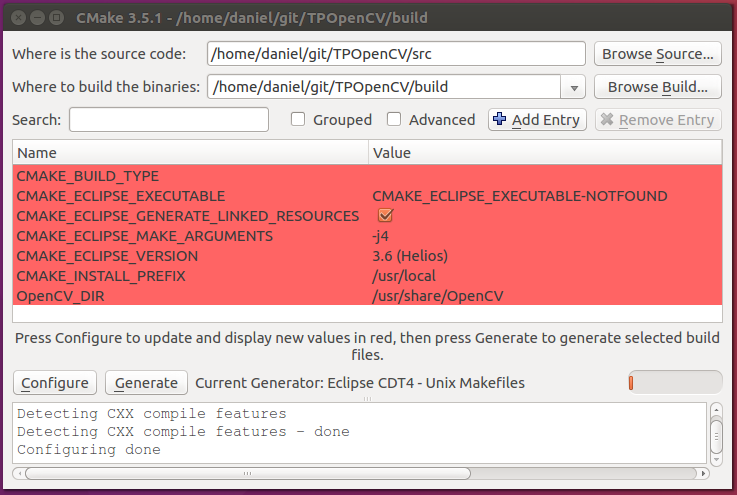 CMake 3.5.1 - /home/daniel/git/TPOpenCV/build
Where is the source code: /home/daniel/git/TPOpenCV/src Browse Source...
Where to build the binaries: /home/daniel/git/TPOpenCV/build Browse Build...
Search: Grouped Advanced Add Entry Remove Entry
Name Value
CMAKE_BUILD_TYPE
CMAKE_ECLIPSE_EXECUTABLE CMAKE_ECLIPSE_EXECUTABLE-NOTFOUND
CMAKE_ECLIPSE_GENERATE_LINKED_RESOURCES
CMAKE_ECLIPSE_MAKE_ARGUMENTS -j4
CMAKE_ECLIPSE_VERSION 3.6 (Helios)
CMAKE_INSTALL_PREFIX /usr/local
OpenCV_DIR /usr/share/OpenCV
Press Configure to update and display new values in red, then press Generate to generate selected build
files.
Configure Generate Current Generator: Eclipse CDT4 - Unix Makefiles
Detecting CXX compile features
Detecting CXX compile features - done
Configuring done